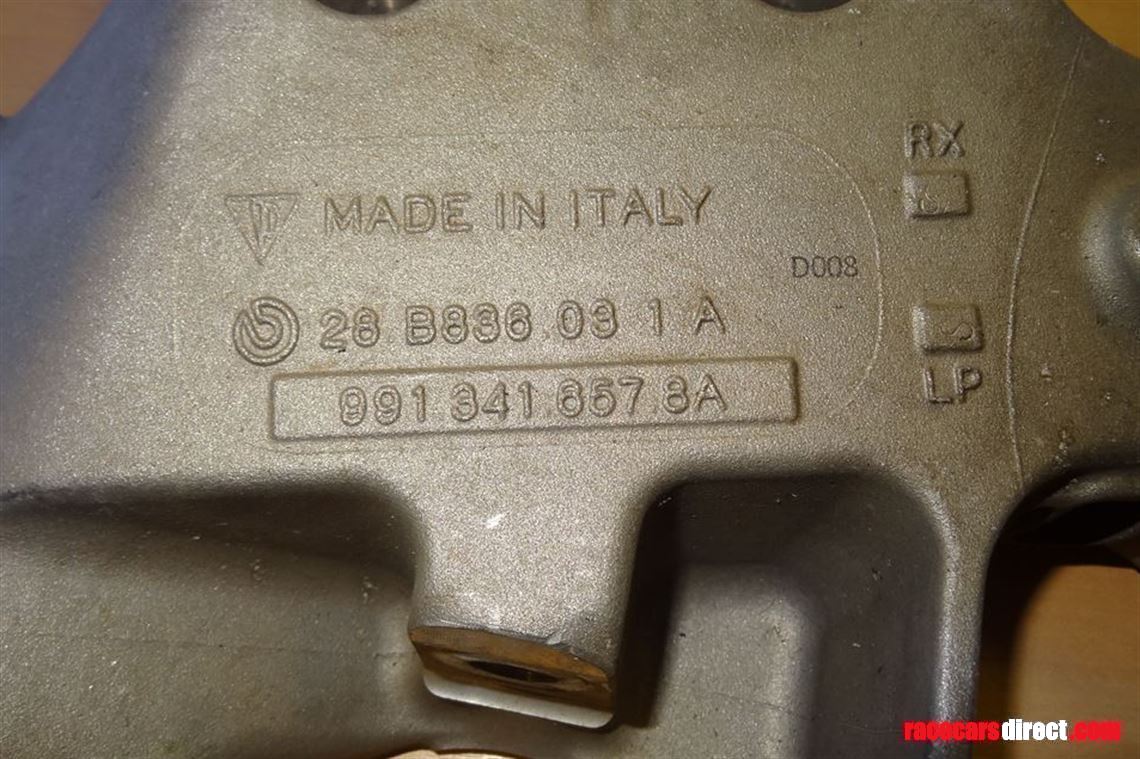 RX
MADE IN ITALY
D008
28 B836 03 1 A
991 341 657 8A
LP
racecarsdirect.com